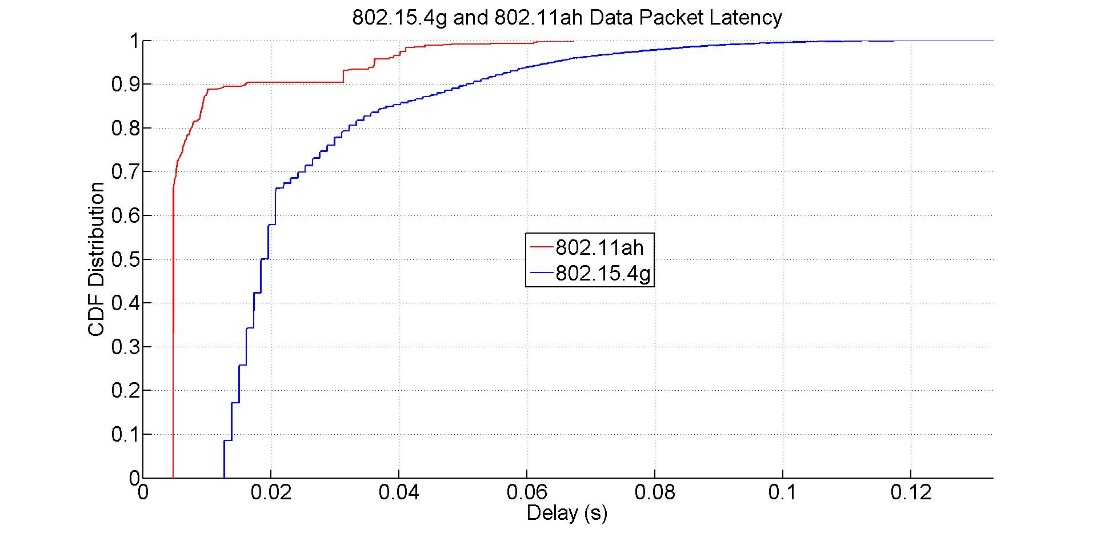 802.15.4g and 802.11ah Data Packet Latency
1
0.9
0.8
0.7
0.6
0.5
0.4
0.3
0.2
0.1
0
CDF Distribution
802.11ah
802.15.4g
0 0.02 0.04 0.06 0.08 0.1 0.12
Delay (s)